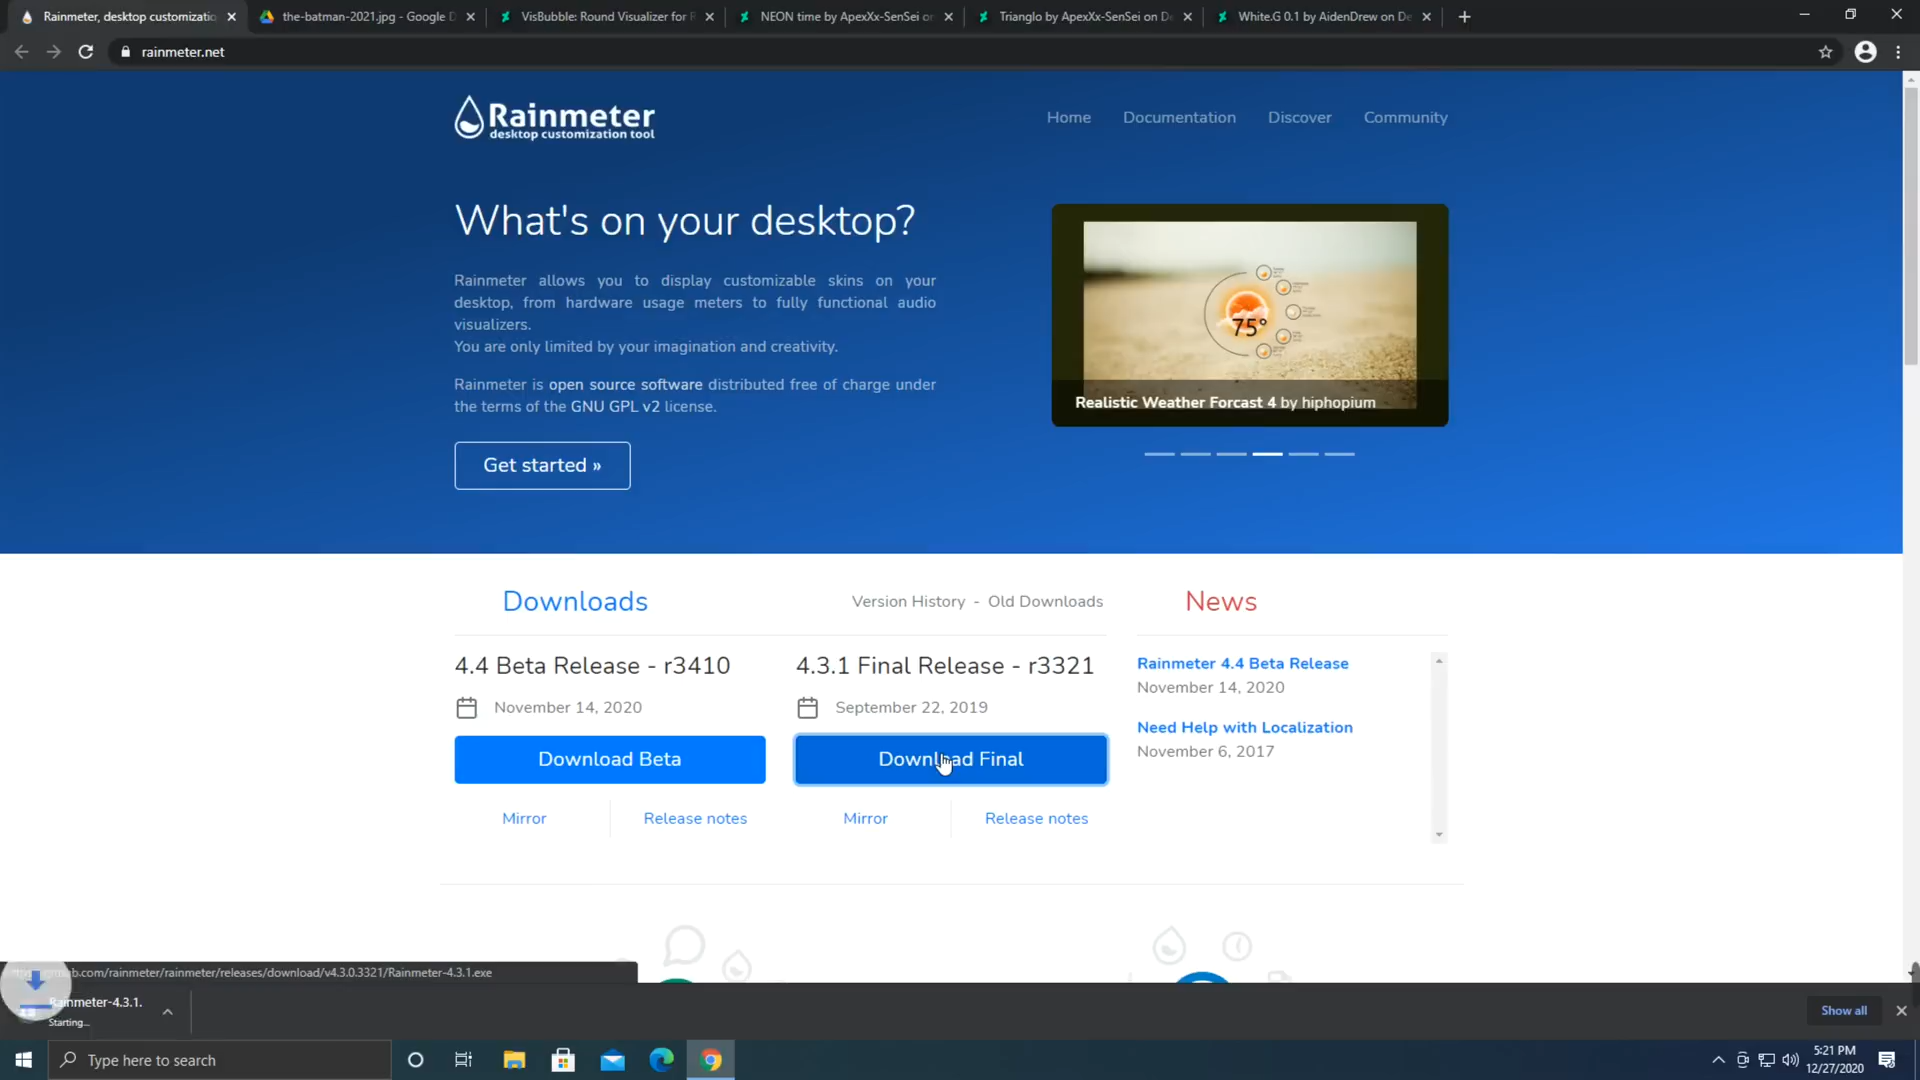 Rainmeter, desktop customizatio
the-batman-2021.jpg - Google D
VisBubble: Round Visualizer for R
NEON time by ApexXx-SenSei on
Trianglo by ApexXx-SenSei on De
White.G 0.1 by AidenDrew on De
rainmeter.net
Rainmeter
desktop customization tool
Home
Documentation
Discover
Community
What's on your desktop?
Rainmeter allows you to display customizable skins on your
desktop, from hardware usage meters to fully functional audio
visualizers.
You are only limited by your imagination and creativity.
Rainmeter is open source software distributed free of charge under
the terms of the GNU GPL v2 license.
Get started »
75°
Realistic Weather Forcast 4 by hiphopium
Downloads
Version History - Old Downloads
News
4.4 Beta Release - r3410
November 14, 2020
Download Beta
Mirror
Release notes
4.3.1 Final Release - r3321
September 22, 2019
Download Final
Mirror
Release notes
Rainmeter 4.4 Beta Release
November 14, 2020
Need Help with Localization
November 6, 2017
b.com/rainmeter/rainmeter/releases/download/v4.3.0.3321/Rainmeter-4.3.1.exe
Rainmeter-4.3.1.
Starting...
Show all
Type here to search
5:21 PM
12/27/2020